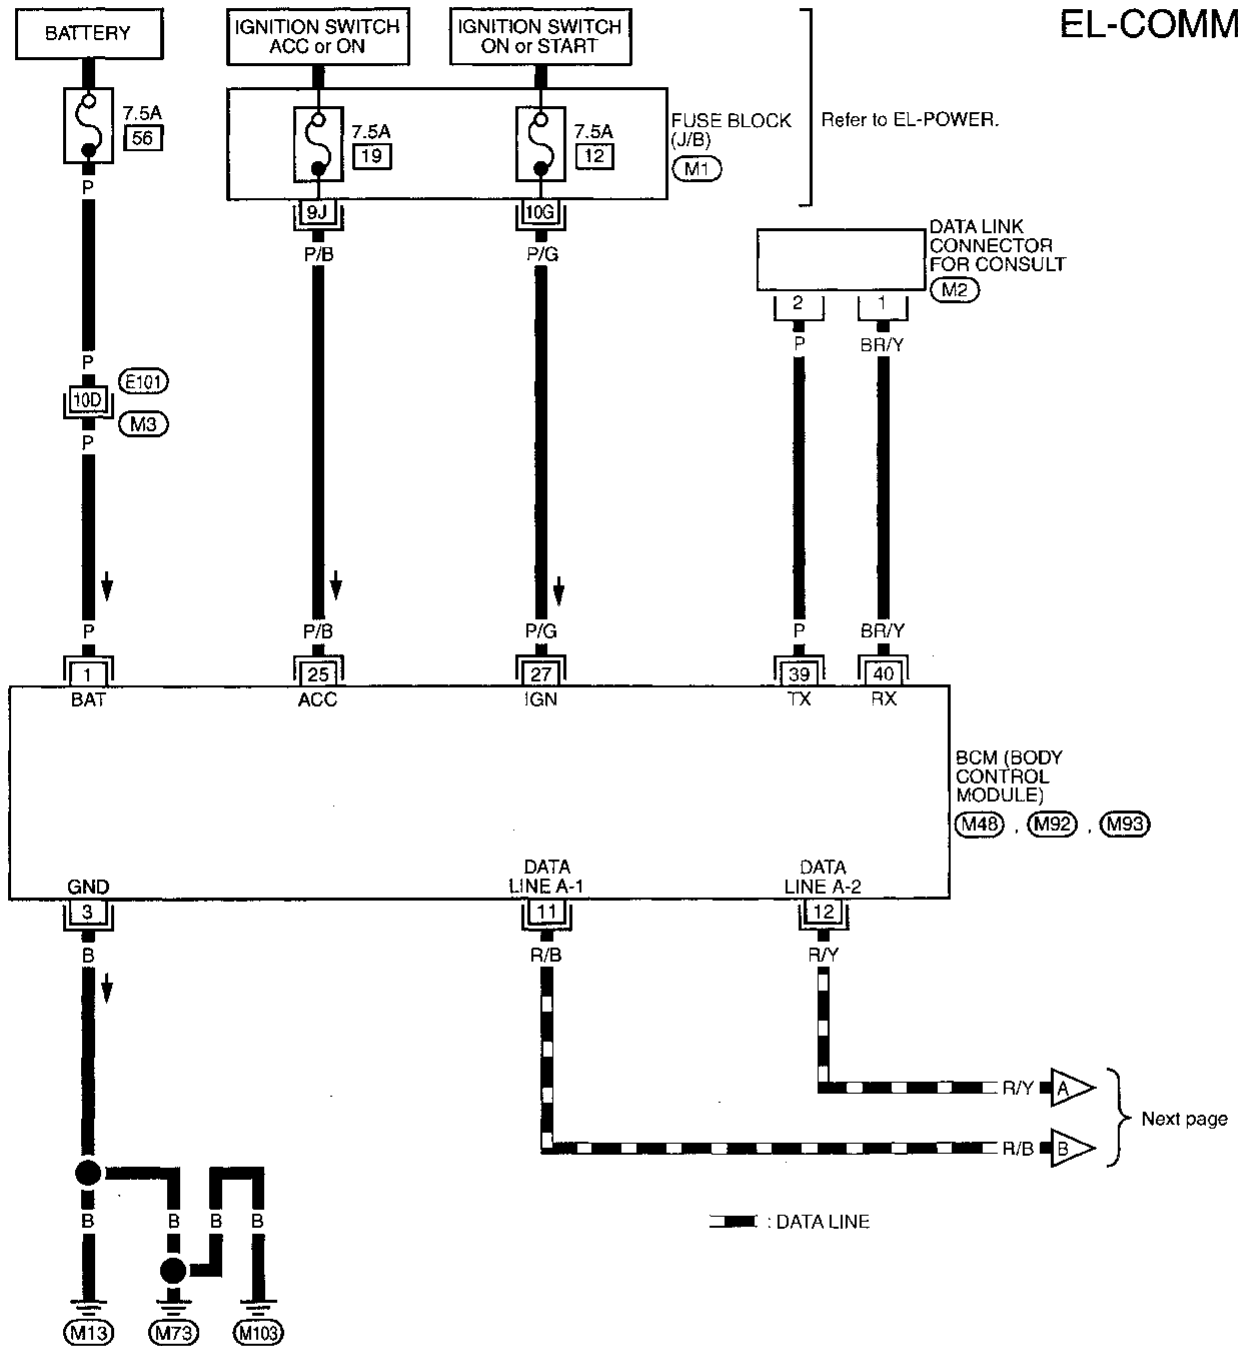 EL-COMM
BATTERY
IGNITION SWITCH
ACC or ON
IGNITION SWITCH
ON or START
7.5A
56
7.5A
19
7.5A
12
FUSE BLOCK
(J/B)
M1
Refer to EL-POWER.
P
9J
10G
P/B
P/G
DATA LINK
CONNECTOR
FOR CONSULT
M2
2
1
P
BR/Y
P
E101
10D
M3
P
P
P/B
P/G
P
BR/Y
1
25
27
39
40
BAT
ACC
IGN
TX
RX
BCM (BODY
CONTROL
MODULE)
M48 , M92 , M93
GND
DATA
LINE A-1
DATA
LINE A-2
3
11
12
B
R/B
R/Y
R/Y
A
Next page
R/B
B
B
B
B
B
: DATA LINE
M13
M73
M103